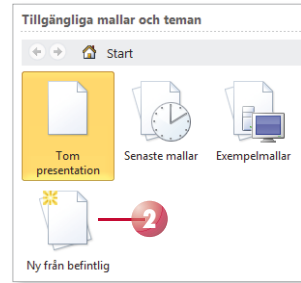 Tillgängliga mallar och teman
Start
Tom
presentation
Senaste mallar
Exempelmallar
2
Ny från befintlig